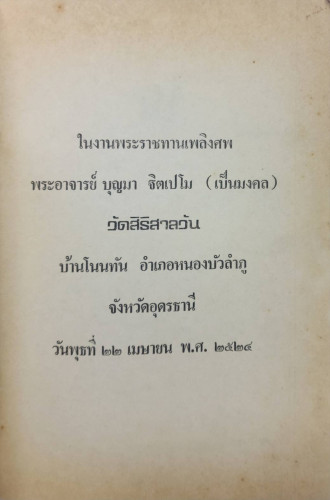 ในงานพระราชทานเพลิงศพ
พระอาจารย์ บุญมา ฐิตเปโม (เป็นมงคล)
วัดสิริสาลวัน
บ้านโนนทัน อำเภอหนองบัวลำภู
จังหวัดอุดรธานี
วันพุธที่ ๒๒ เมษายน พ.ศ. ๒๕๒๔